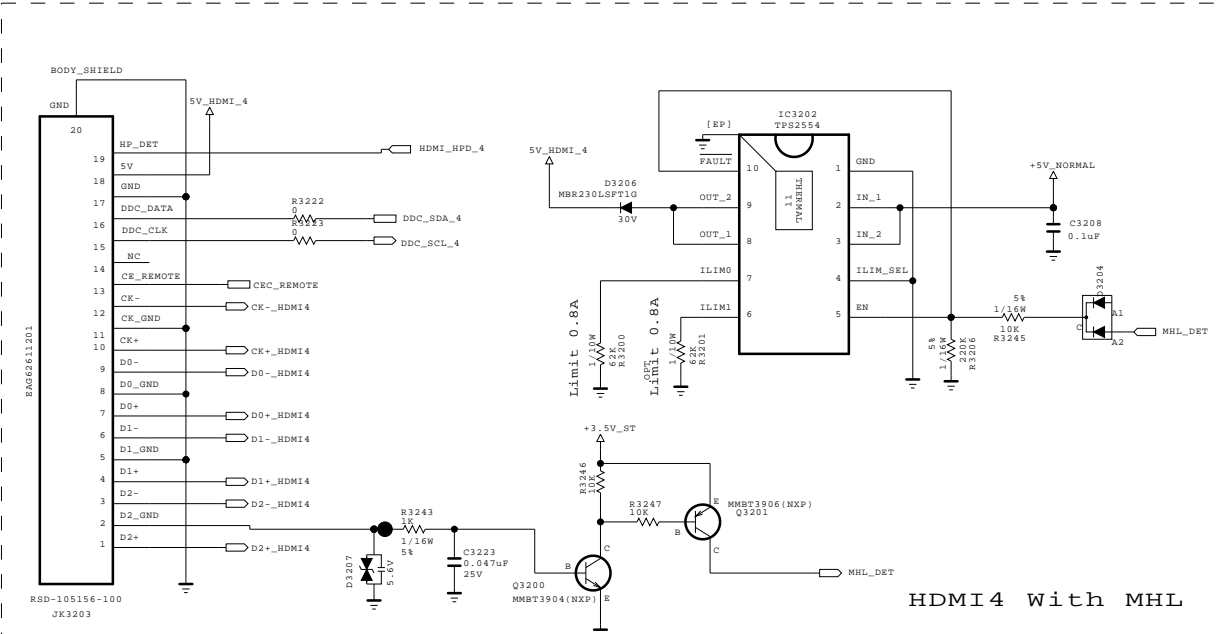 BODY_SHIELD
GND
20
5V_HDMI_4
HP_DET
19
HDMI_HPD_4
5V
18
GND
17
DDC_DATA
16
R3222
0
DDC_SDA_4
DDC_CLK
15
R3223
0
DDC_SCL_4
NC
14
CE_REMOTE
13
CEC_REMOTE
CK-
12
CK-_HDMI4
CK_GND
11
CK+
10
CK+_HDMI4
D0-
9
D0-_HDMI4
D0_GND
8
D0+
7
D0+_HDMI4
D1-
6
D1-_HDMI4
D1_GND
5
D1+
4
D1+_HDMI4
D2-
3
D2-_HDMI4
D2_GND
2
D2+
1
D2+_HDMI4
EAG62611201
RSD-105156-100
JK3203
D3207
5.6V
R3243
1K
1/16W
5%
C3223
0.047uF
25V
Q3200
MMBT3904(NXP)
B
C
E
+3.5V_ST
R3246
10K
R3247
10K
MMBT3906(NXP)
Q3201
B
E
C
MHL_DET
IC3202
TPS2554
[EP]
FAULT
10
THERMAL
11
1
GND
5V_HDMI_4
D3206
MBR230LSFT1G
30V
OUT_2
9
2
IN_1
OUT_1
8
3
IN_2
ILIM0
7
4
ILIM_SEL
ILIM1
6
5
EN
+5V_NORMAL
C3208
0.1uF
Limit 0.8A
1/10W
62K
R3200
OPT
Limit 0.8A
1/10W
62K
R3201
5%
1/16W
220K
R3206
5%
1/16W
10K
R3245
D3204
A1
C
A2
MHL_DET
HDMI4 With MHL